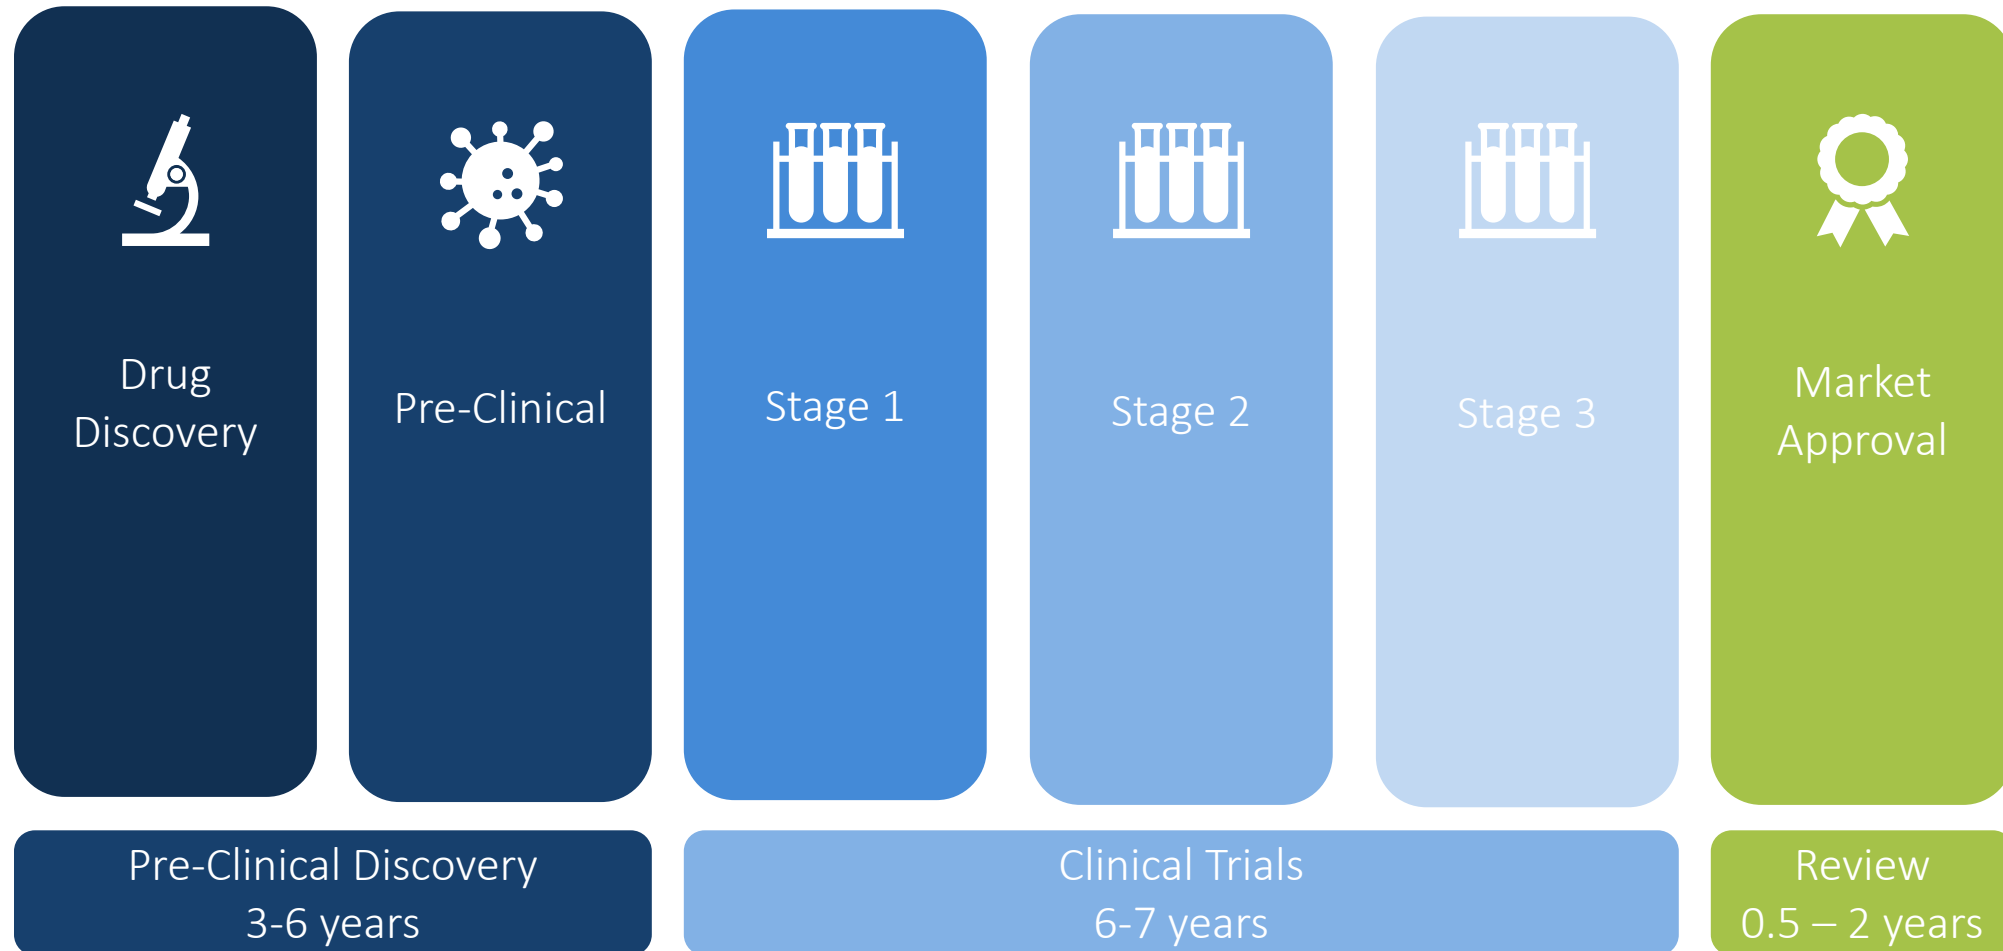 Drug
Discovery
Pre-Clinical
Stage 1
Stage 2
Stage 3
Market
Approval
Pre-Clinical Discovery
3-6 years
Clinical Trials
6-7 years
Review
0.5 – 2 years